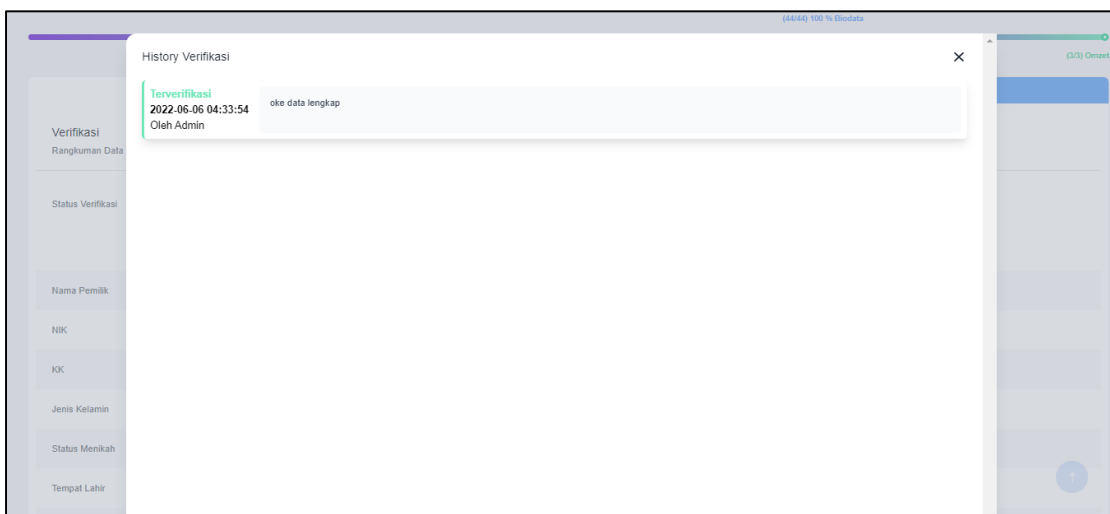 (44/44) 100 % Biodata
(3/3) Omzet
History Verifikasi
Terverifikasi
2022-06-06 04:33:54
Oleh Admin
oke data lengkap
Verifikasi
Rangkuman Data
Status Verifikasi
Nama Pemilik
NIK
KK
Jenis Kelamin
Status Menikah
Tempat Lahir